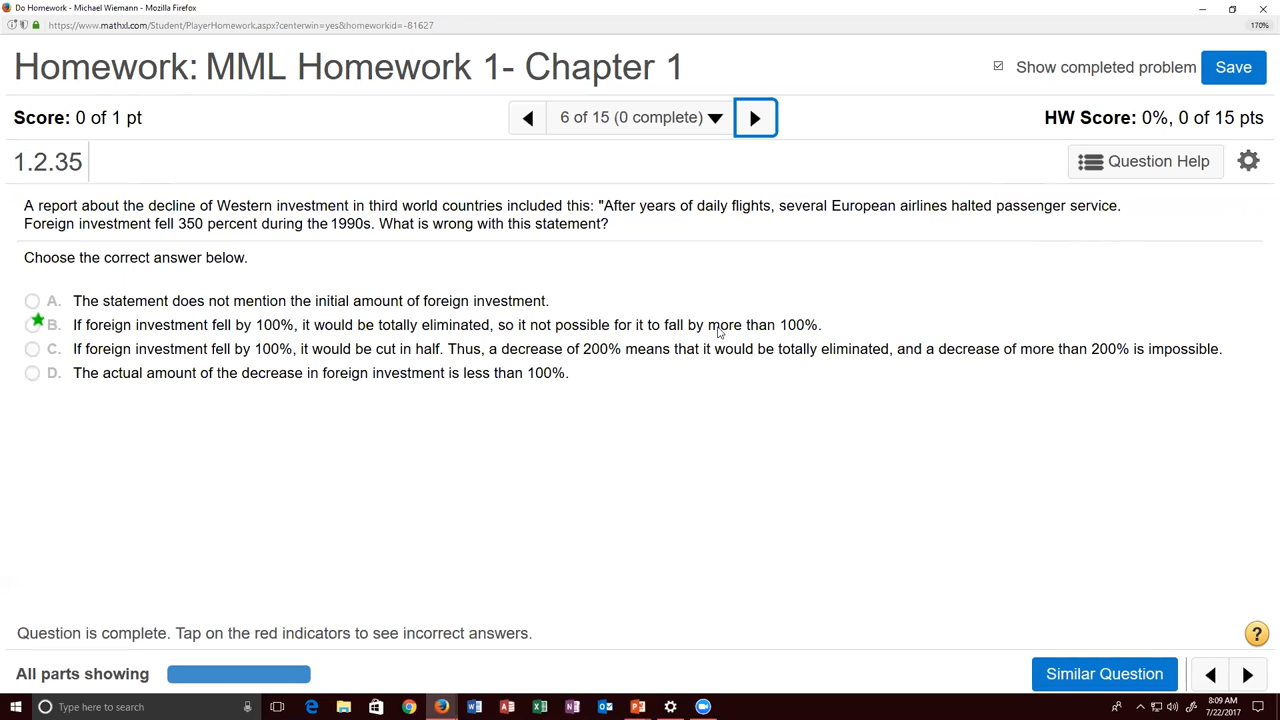 Do Homework - Michael Wiemann - Mozilla Firefox
https://www.mathxl.com/Student/PlayerHomework.aspx?centerwin=yes&homeworkid=-81627
170%
Homework: MML Homework 1- Chapter 1
Show completed problem
Save
Score: 0 of 1 pt
6 of 15 (0 complete)
HW Score: 0%, 0 of 15 pts
1.2.35
Question Help
A report about the decline of Western investment in third world countries included this: "After years of daily flights, several European airlines halted passenger service.
Foreign investment fell 350 percent during the 1990s. What is wrong with this statement?
Choose the correct answer below.
A. The statement does not mention the initial amount of foreign investment.
B. If foreign investment fell by 100%, it would be totally eliminated, so it not possible for it to fall by more than 100%.
C. If foreign investment fell by 100%, it would be cut in half. Thus, a decrease of 200% means that it would be totally eliminated, and a decrease of more than 200% is impossible.
D. The actual amount of the decrease in foreign investment is less than 100%.
Question is complete. Tap on the red indicators to see incorrect answers.
?
All parts showing
Similar Question
Type here to search
8:09 AM
7/22/2017